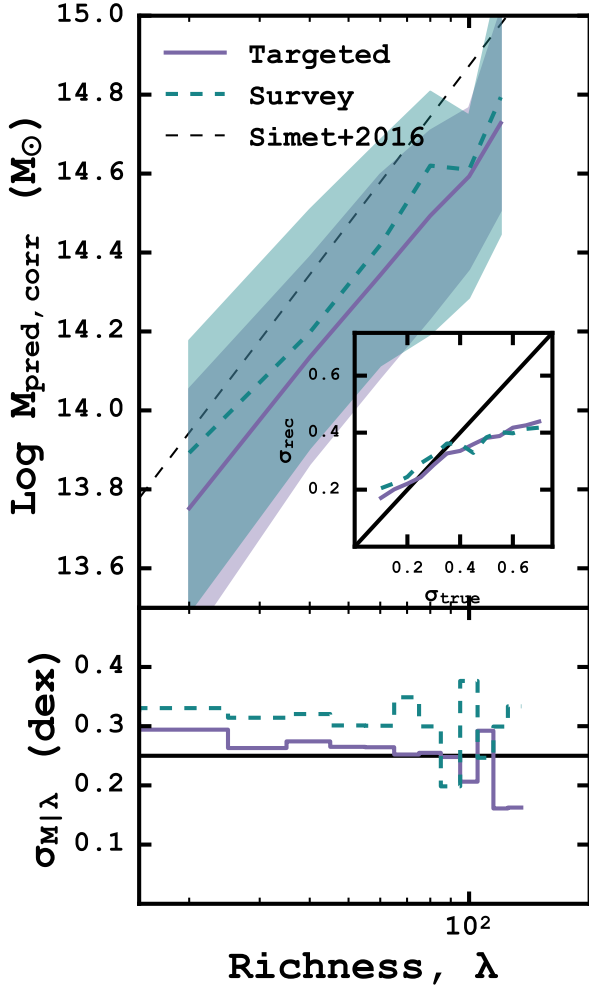 15.0
14.8
14.6
14.4
14.2
14.0
13.8
13.6
Log M_pred,corr (M_⊙)
Targeted
Survey
Simet+2016
0.6
0.4
0.2
σ_rec
0.2 0.4 0.6
σ_true
0.4
0.3
0.2
0.1
σ_M|λ (dex)
10²
Richness, λ